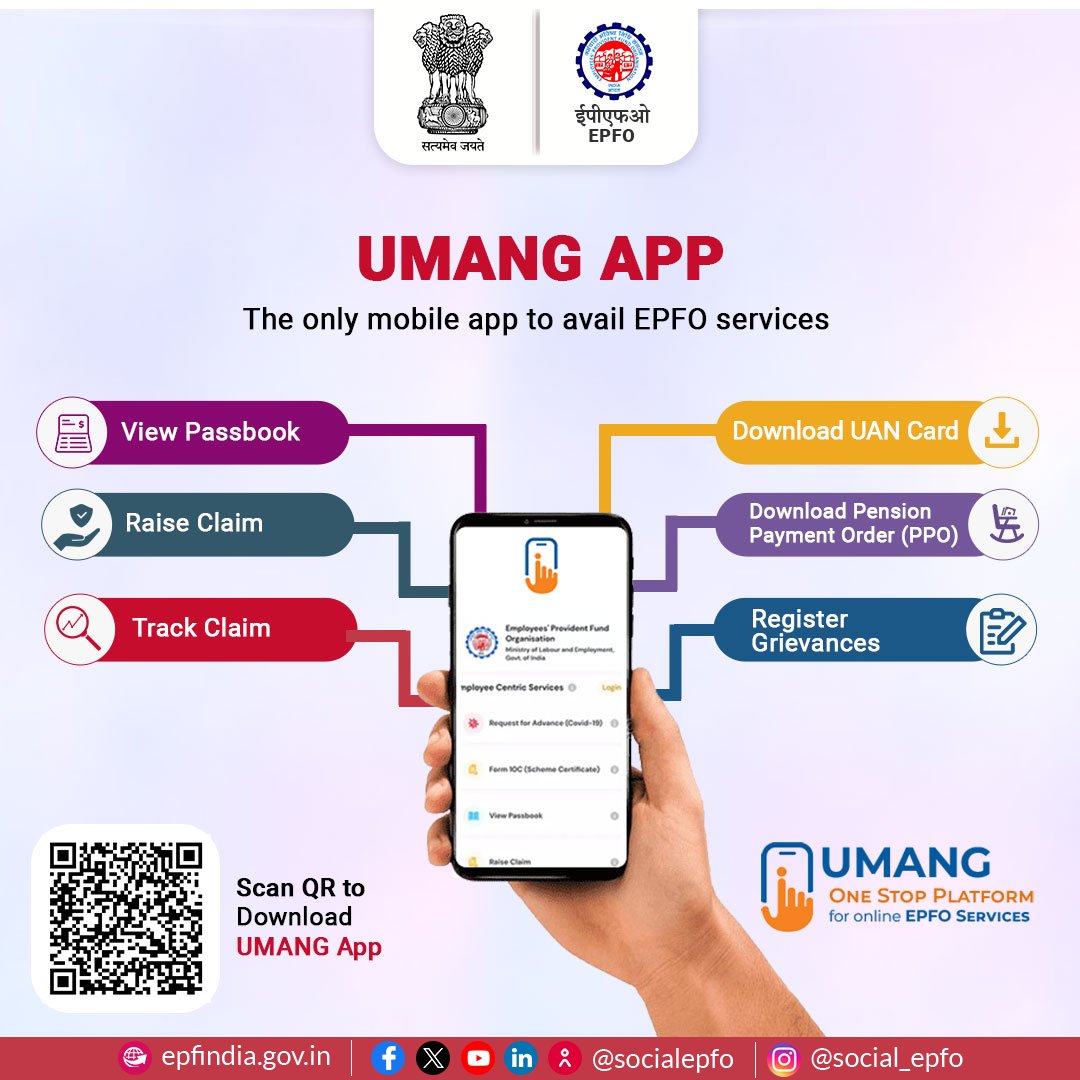 सत्यमेव जयते
ईपीएफओ
EPFO
UMANG APP
The only mobile app to avail EPFO services
View Passbook
Raise Claim
Track Claim
Download UAN Card
Download Pension
Payment Order (PPO)
Register
Grievances
Employees' Provident Fund
Organisation
Ministry of Labour and Employment,
Govt. of India
mployee Centric Services
Login
Request for Advance (Covid-19)
Form 10C (Scheme Certificate)
View Passbook
Raise Claim
Scan QR to
Download
UMANG App
UMANG
ONE STOP PLATFORM
for online EPFO SERVICES
epfindia.gov.in
@socialepfo
@social_epfo